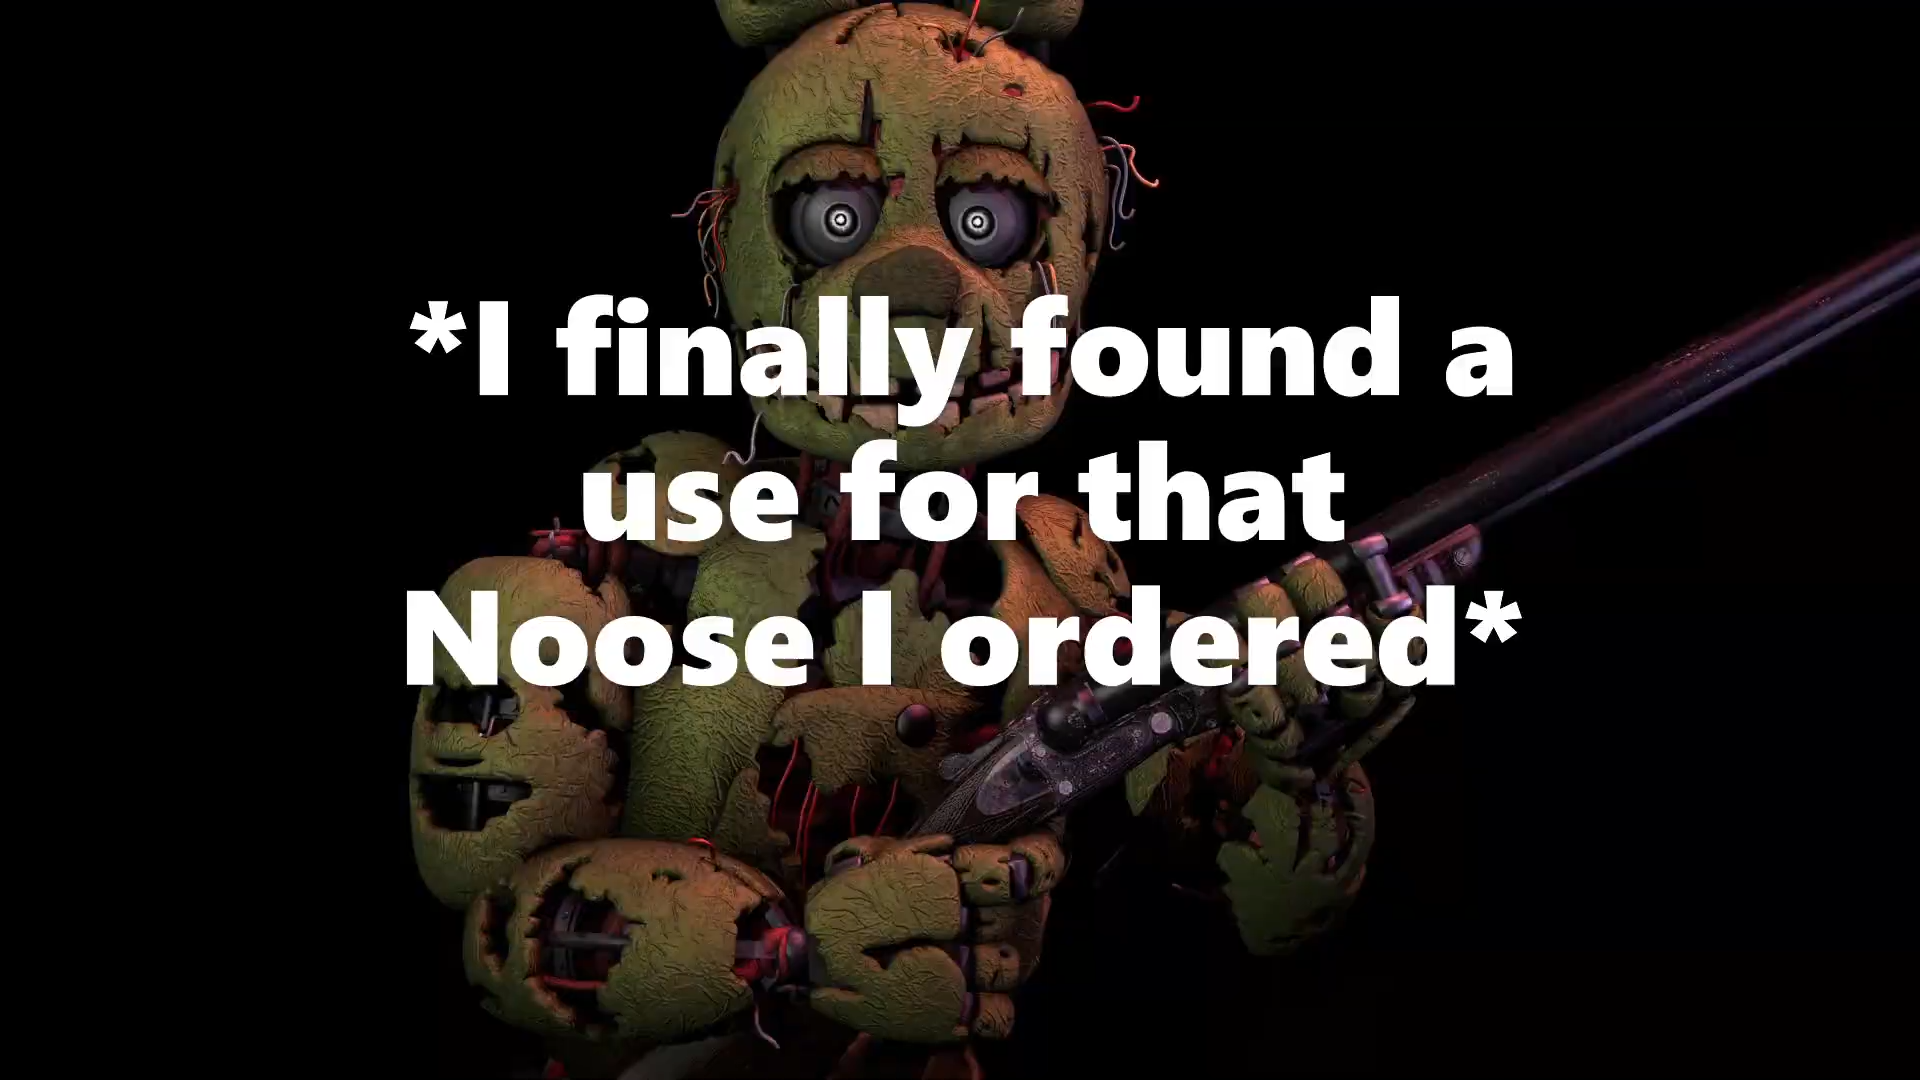 *I finally found a
use for that
Noose I ordered*